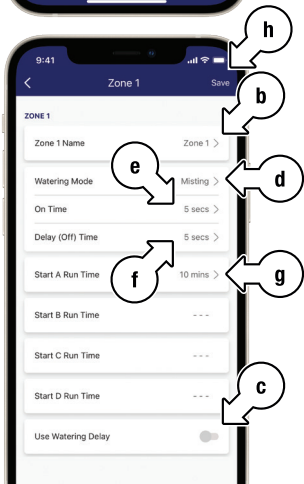 h
9:41
Zone 1 Save
b
ZONE 1
Zone 1 Name Zone 1
e
Watering Mode Misting
d
On Time 5 secs
Delay (Off) Time 5 secs
f
Start A Run Time 10 mins
g
Start B Run Time - - -
Start C Run Time - - -
c
Start D Run Time - - -
Use Watering Delay